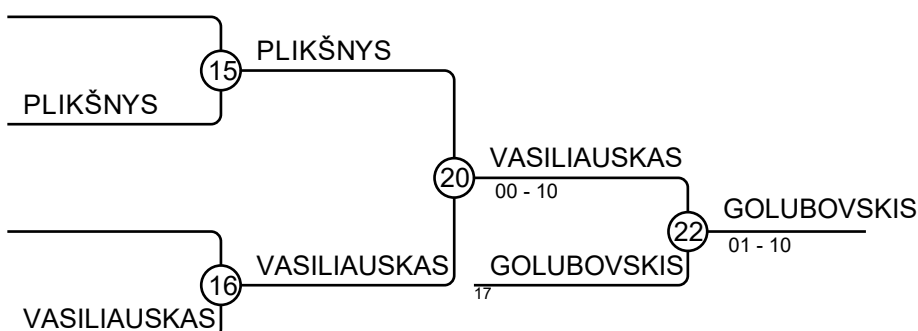 PLIKŠNYS
15
PLIKŠNYS
VASILIAUSKAS
20
00 - 10
GOLUBOVSKIS
22
01 - 10
VASILIAUSKAS
GOLUBOVSKIS
16
17
VASILIAUSKAS